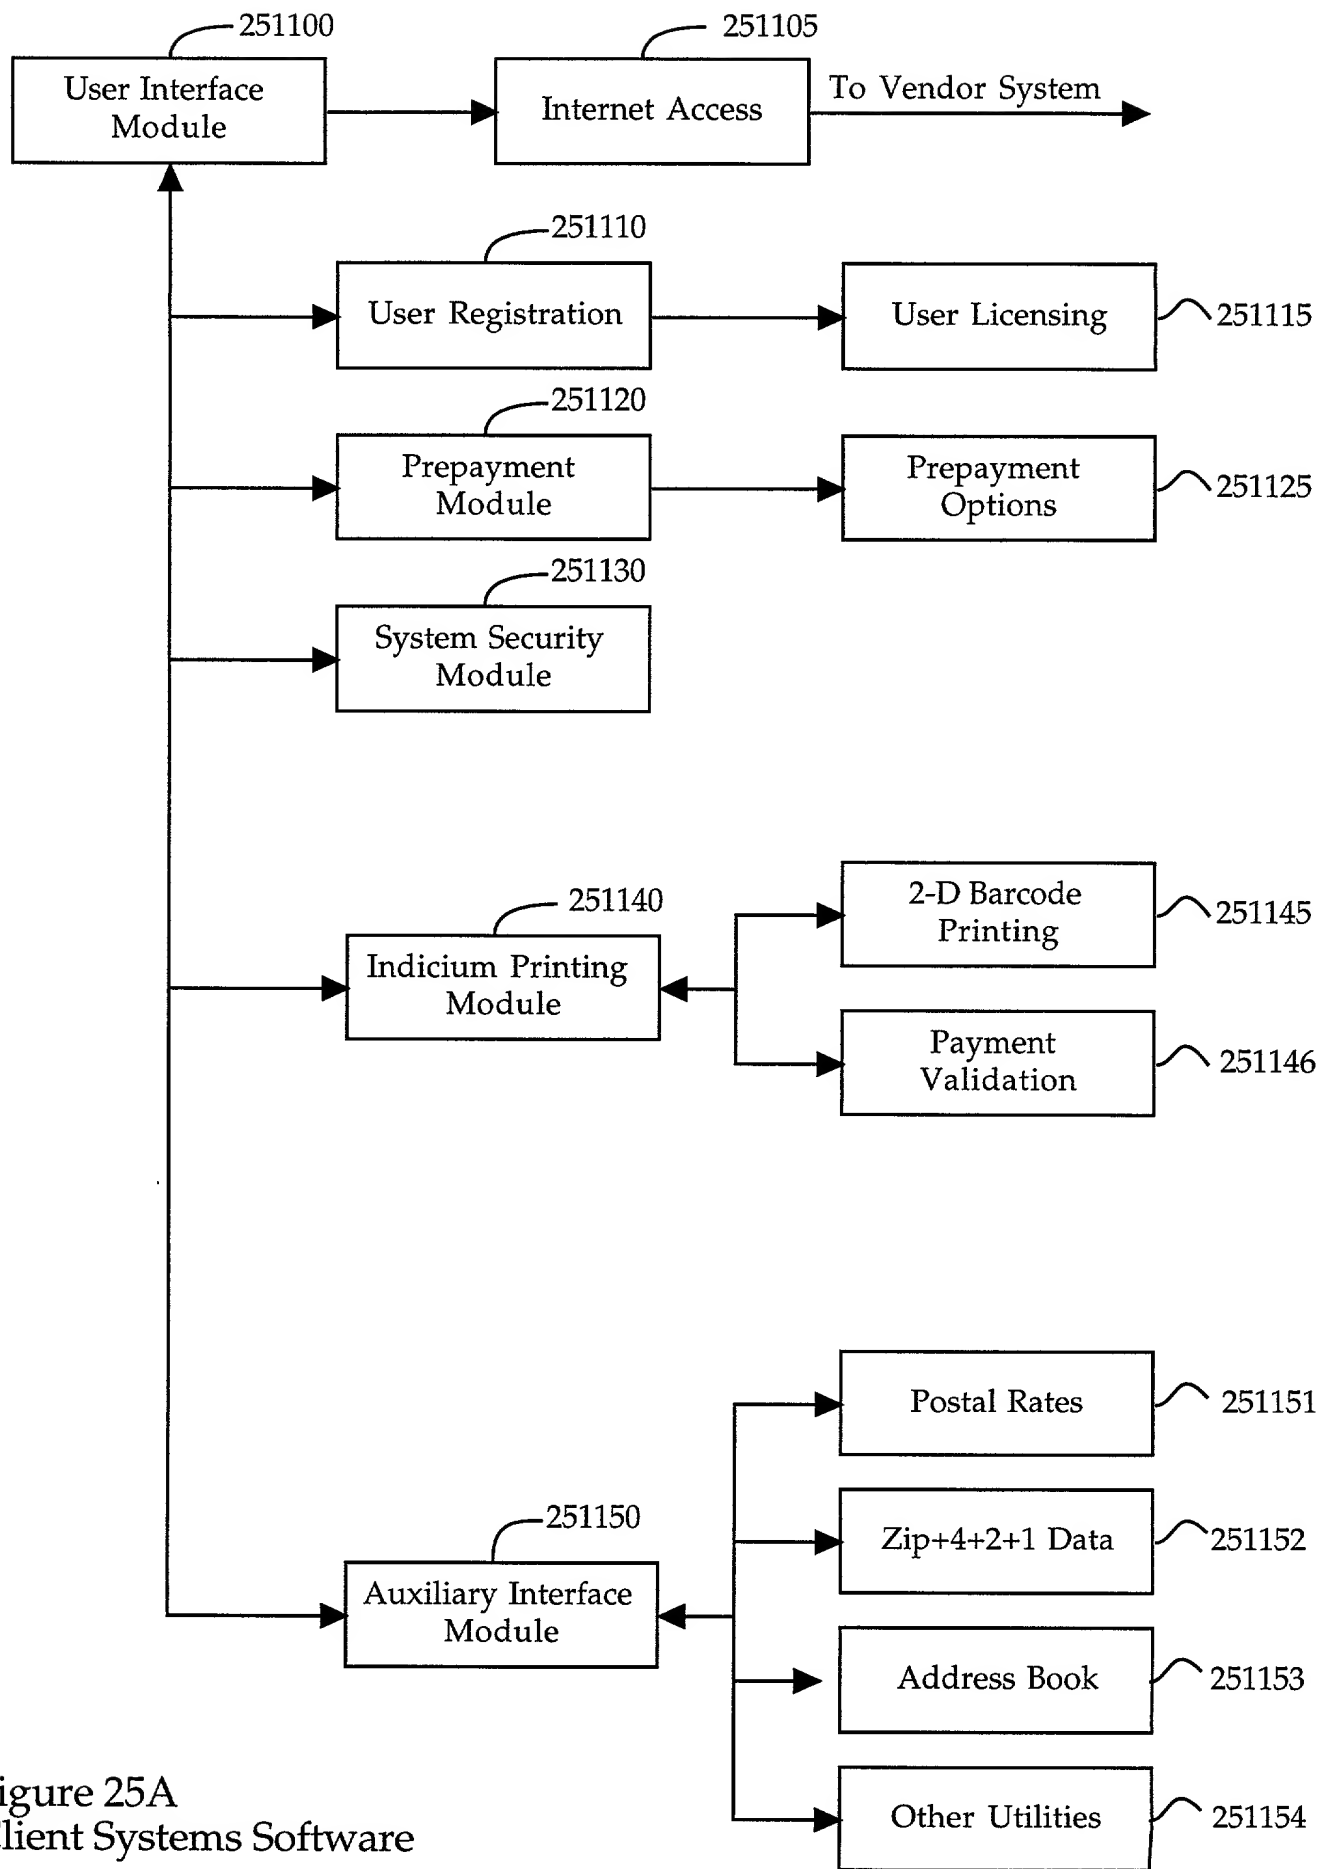 251100
251105
User Interface
Module
Internet Access
To Vendor System
251110
User Registration
User Licensing
251115
251120
Prepayment
Module
Prepayment
Options
251125
251130
System Security
Module
251140
Indicium Printing
Module
2-D Barcode
Printing
251145
Payment
Validation
251146
Postal Rates
251151
251150
Auxiliary Interface
Module
Zip+4+2+1 Data
251152
Address Book
251153
Other Utilities
251154
igure 25A
lient Systems Software